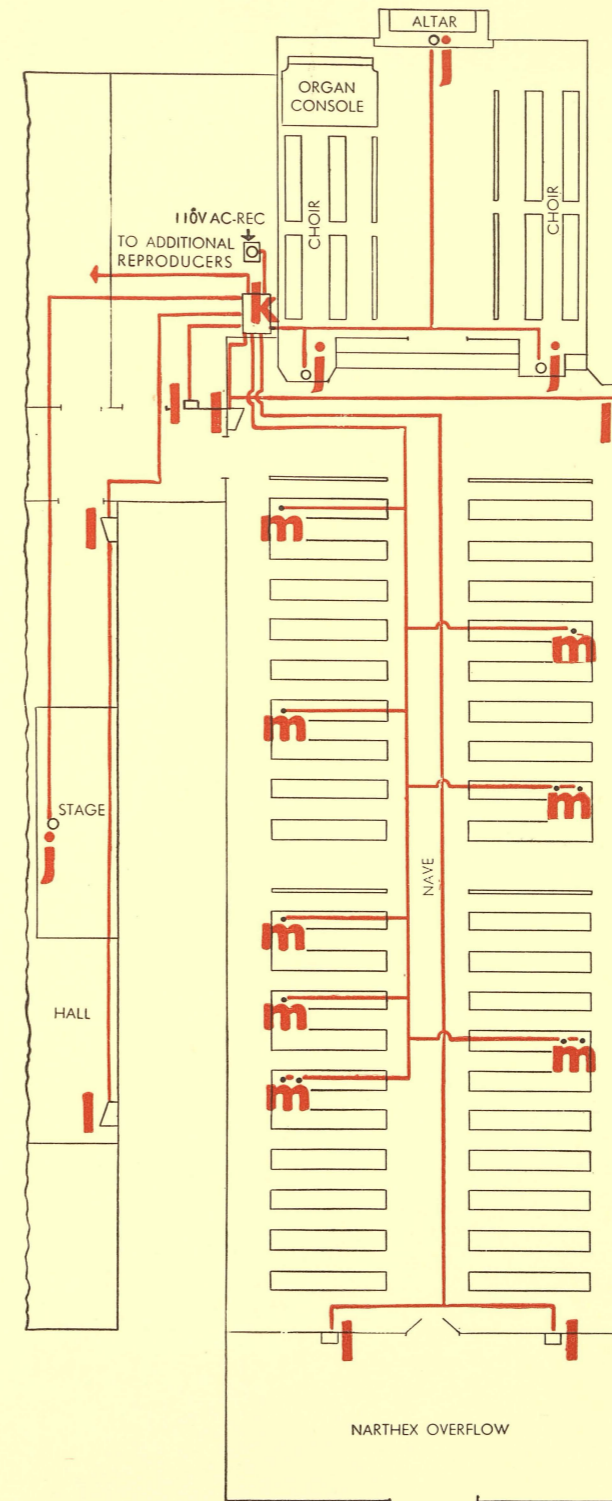 ALTAR
j
ORGAN
CONSOLE
CHOIR
CHOIR
110V AC-REC
TO ADDITIONAL
REPRODUCERS
k
j
j
l
l
l
m
l
m
m
m
STAGE
j
NAVE
m
m
HALL
m
m
m
l
l
l
NARTHEX OVERFLOW